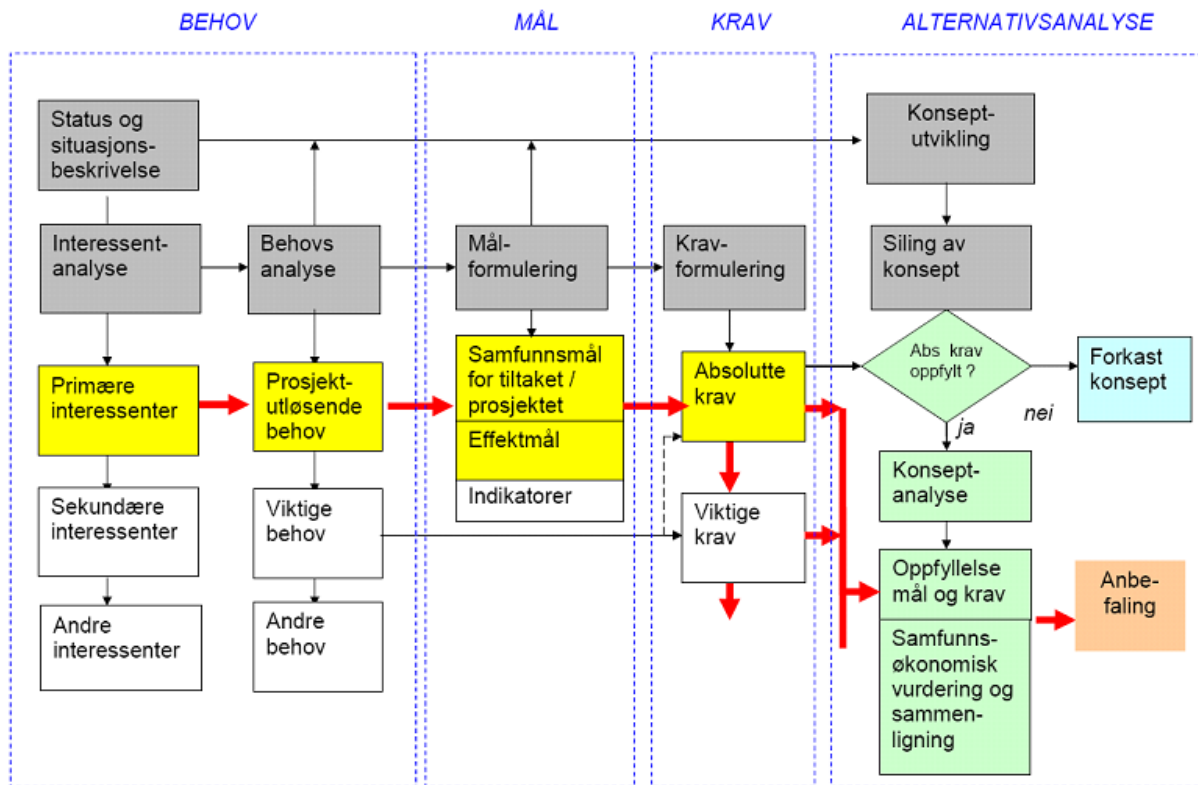 BEHOV
MÅL
KRAV
ALTERNATIVSANALYSE
Status og
situasjons-
beskrivelse
Konsept-
utvikling
Interessent-
analyse
Behovs
analyse
Mål-
formulering
Krav-
formulering
Siling av
konsept
Primære
interessenter
Prosjekt-
utløsende
behov
Samfunnsmål
for tiltaket /
prosjektet
Effektmål
Indikatorer
Absolutte
krav
Abs krav
oppfylt ?
Forkast
konsept
nei
ja
Sekundære
interessenter
Viktige
behov
Viktige
krav
Konsept-
analyse
Andre
interessenter
Andre
behov
Oppfyllelse
mål og krav
Samfunns-
økonomisk
vurdering og
sammen-
ligning
Anbe-
faling